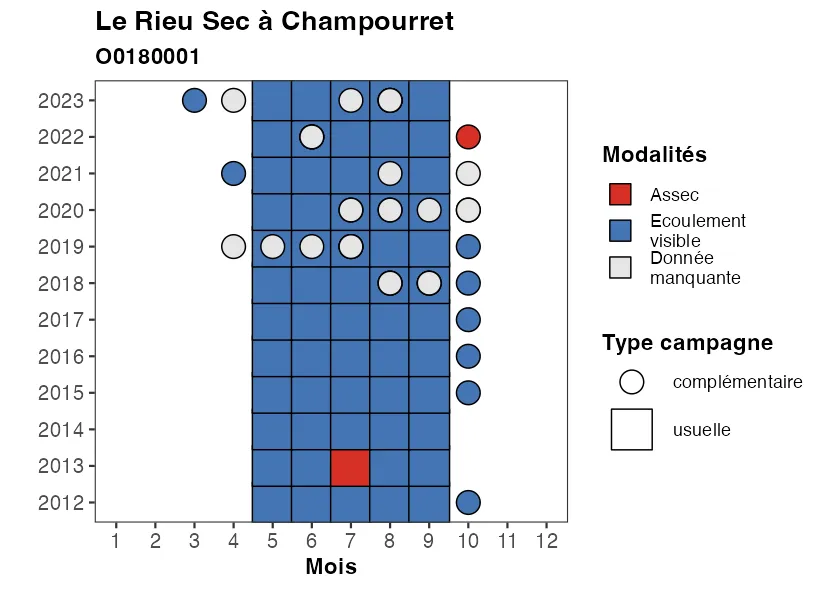 Le Rieu Sec à Champourret
O0180001
2023
2022
2021
2020
2019
2018
2017
2016
2015
2014
2013
2012
1 2 3 4 5 6 7 8 9 10 11 12
Mois
Modalités
Assec
Ecoulement
visible
Donnée
manquante
Type campagne
complémentaire
usuelle